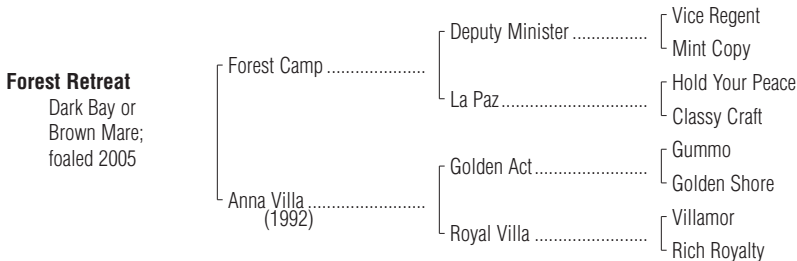 Forest Retreat
Dark Bay or
Brown Mare;
foaled 2005
Forest Camp .....................
Anna Villa .........................
(1992)
Deputy Minister ................
La Paz...............................
Golden Act ........................
Royal Villa ........................
Vice Regent
Mint Copy
Hold Your Peace
Classy Craft
Gummo
Golden Shore
Villamor
Rich Royalty